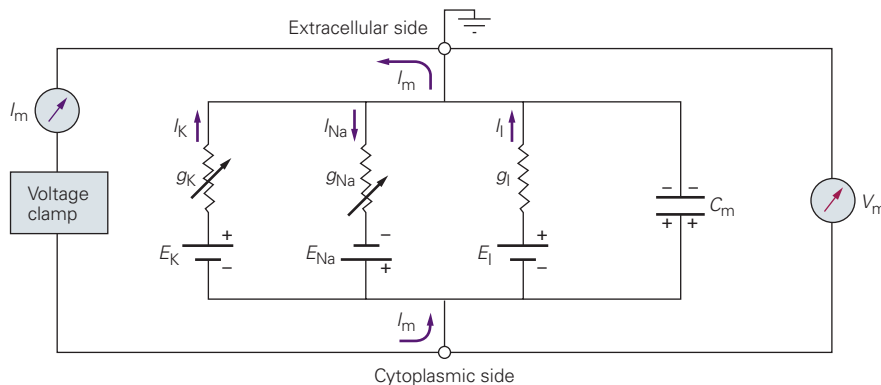 Extracellular side
Im
Im
IK
INa
Il
gK
gNa
gl
Voltage
clamp
− −
Cm
+ +
Vm
EK
+
−
ENa
−
+
El
+
−
Im
Cytoplasmic side